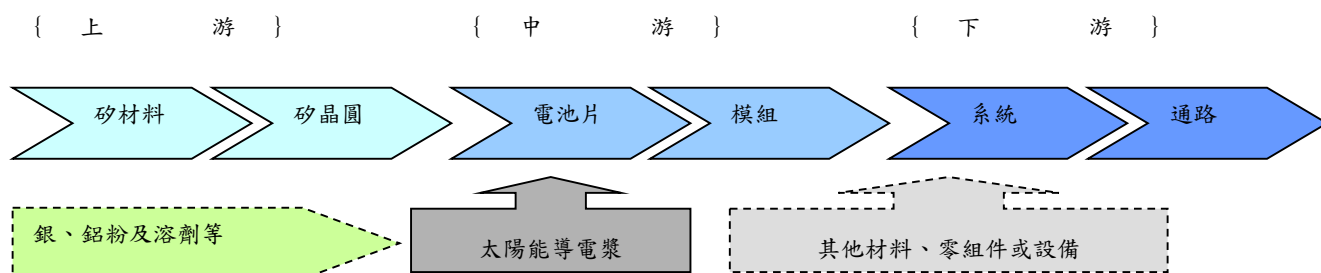 { 上 游 } { 中 游 } { 下 游 }
矽材料 矽晶圓 電池片 模組 系統 通路
銀、鋁粉及溶劑等 太陽能導電漿 其他材料、零組件或設備